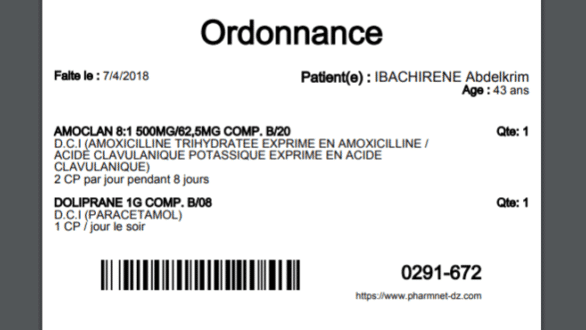 Ordonnance
Faite le : 7/4/2018
Patient(e) : IBACHIRENE Abdelkrim
Age : 43 ans
AMOCLAN 8:1 500MG/62,5MG COMP. B/20 Qte: 1
D.C.I (AMOXICILLINE TRIHYDRATEE EXPRIME EN AMOXICILLINE /
ACIDE CLAVULANIQUE POTASSIQUE EXPRIME EN ACIDE
CLAVULANIQUE)
2 CP par jour pendant 8 jours
DOLIPRANE 1G COMP. B/08 Qte: 1
D.C.I (PARACETAMOL)
1 CP / jour le soir
0291-672
https://www.pharmnet-dz.com